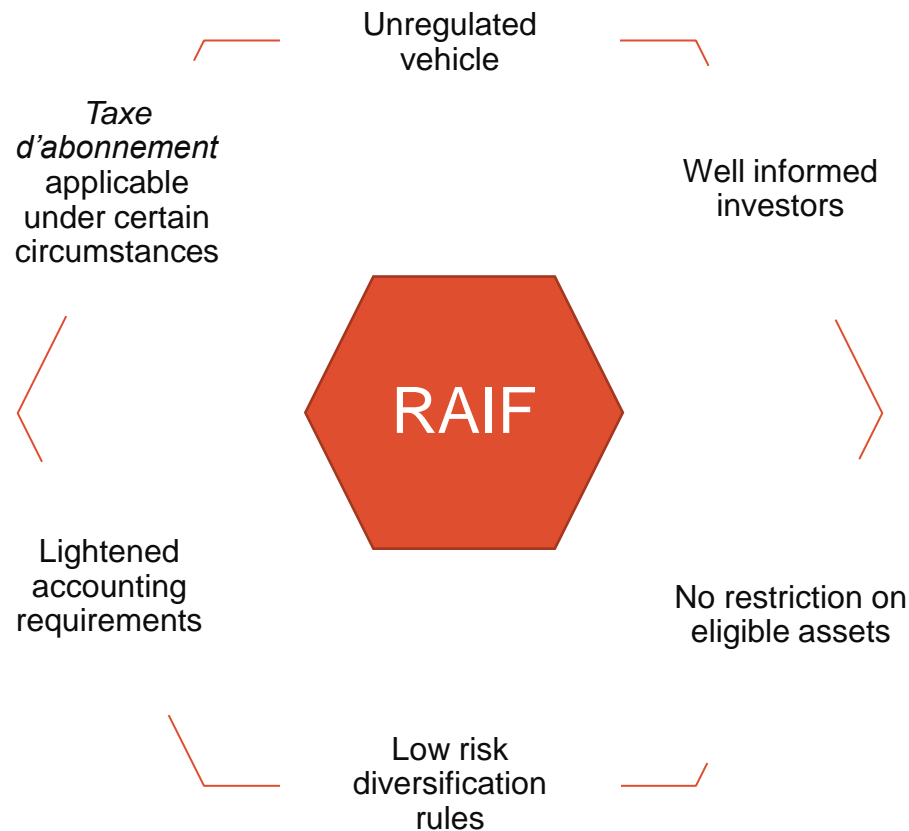 Unregulated
vehicle
Well informed
investors
No restriction on
eligible assets
Low risk
diversification
rules
Lightened
accounting
requirements
Taxe
d’abonnement
applicable
under certain
circumstances
RAIF